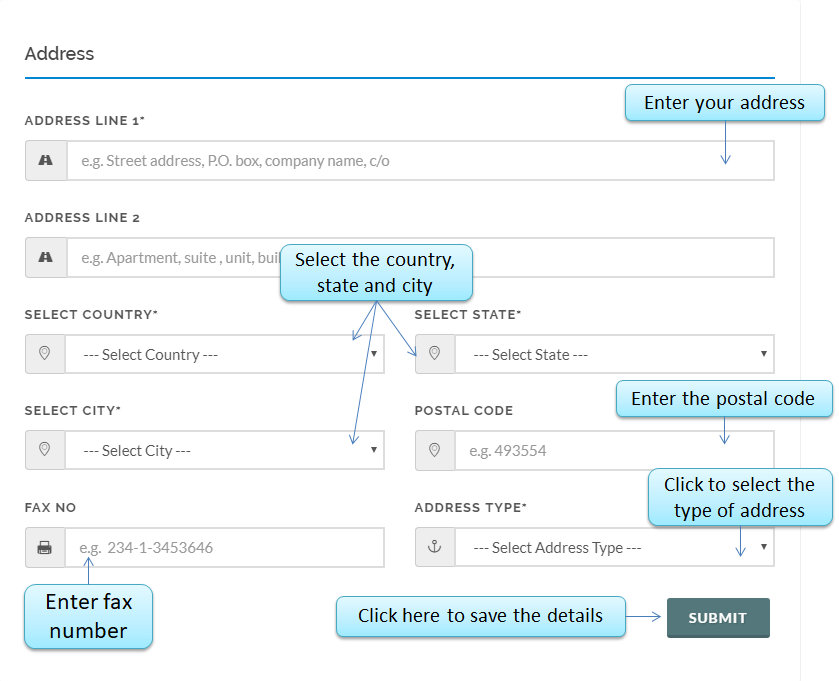 Address
Enter your address
ADDRESS LINE 1*
e.g. Street address, P.O. box, company name, c/o
ADDRESS LINE 2
e.g. Apartment, suite , unit,
Select the country,
state and city
SELECT COUNTRY*
SELECT STATE*
--- Select Country ---
--- Select State ---
Enter the postal code
SELECT CITY*
POSTAL CODE
--- Select City ---
e.g. 493554
Click to select the
type of address
FAX NO
ADDRESS TYPE*
e.g. 234-1-3453646
--- Select Address Type ---
Enter fax
number
Click here to save the details
SUBMIT